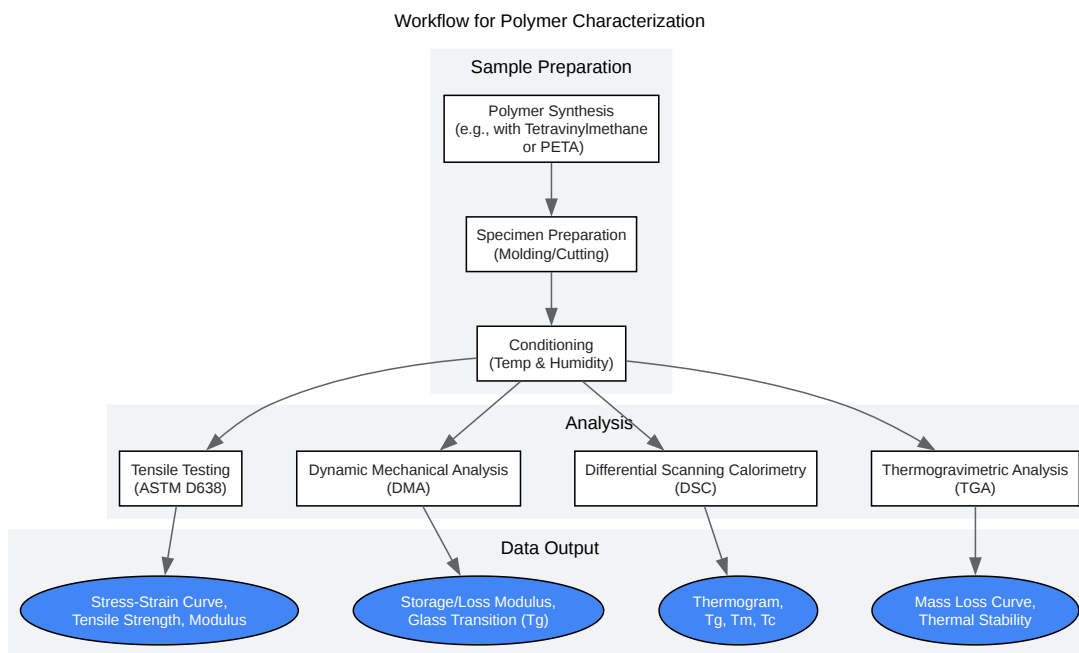 Workflow for Polymer Characterization
Sample Preparation
Polymer Synthesis
(e.g., with Tetravinylmethane
or PETA)
Specimen Preparation
(Molding/Cutting)
Conditioning
(Temp & Humidity)
Analysis
Tensile Testing
(ASTM D638)
Dynamic Mechanical Analysis
(DMA)
Differential Scanning Calorimetry
(DSC)
Thermogravimetric Analysis
(TGA)
Data Output
Stress-Strain Curve,
Tensile Strength, Modulus
Storage/Loss Modulus,
Glass Transition (Tg)
Thermogram,
Tg, Tm, Tc
Mass Loss Curve,
Thermal Stability